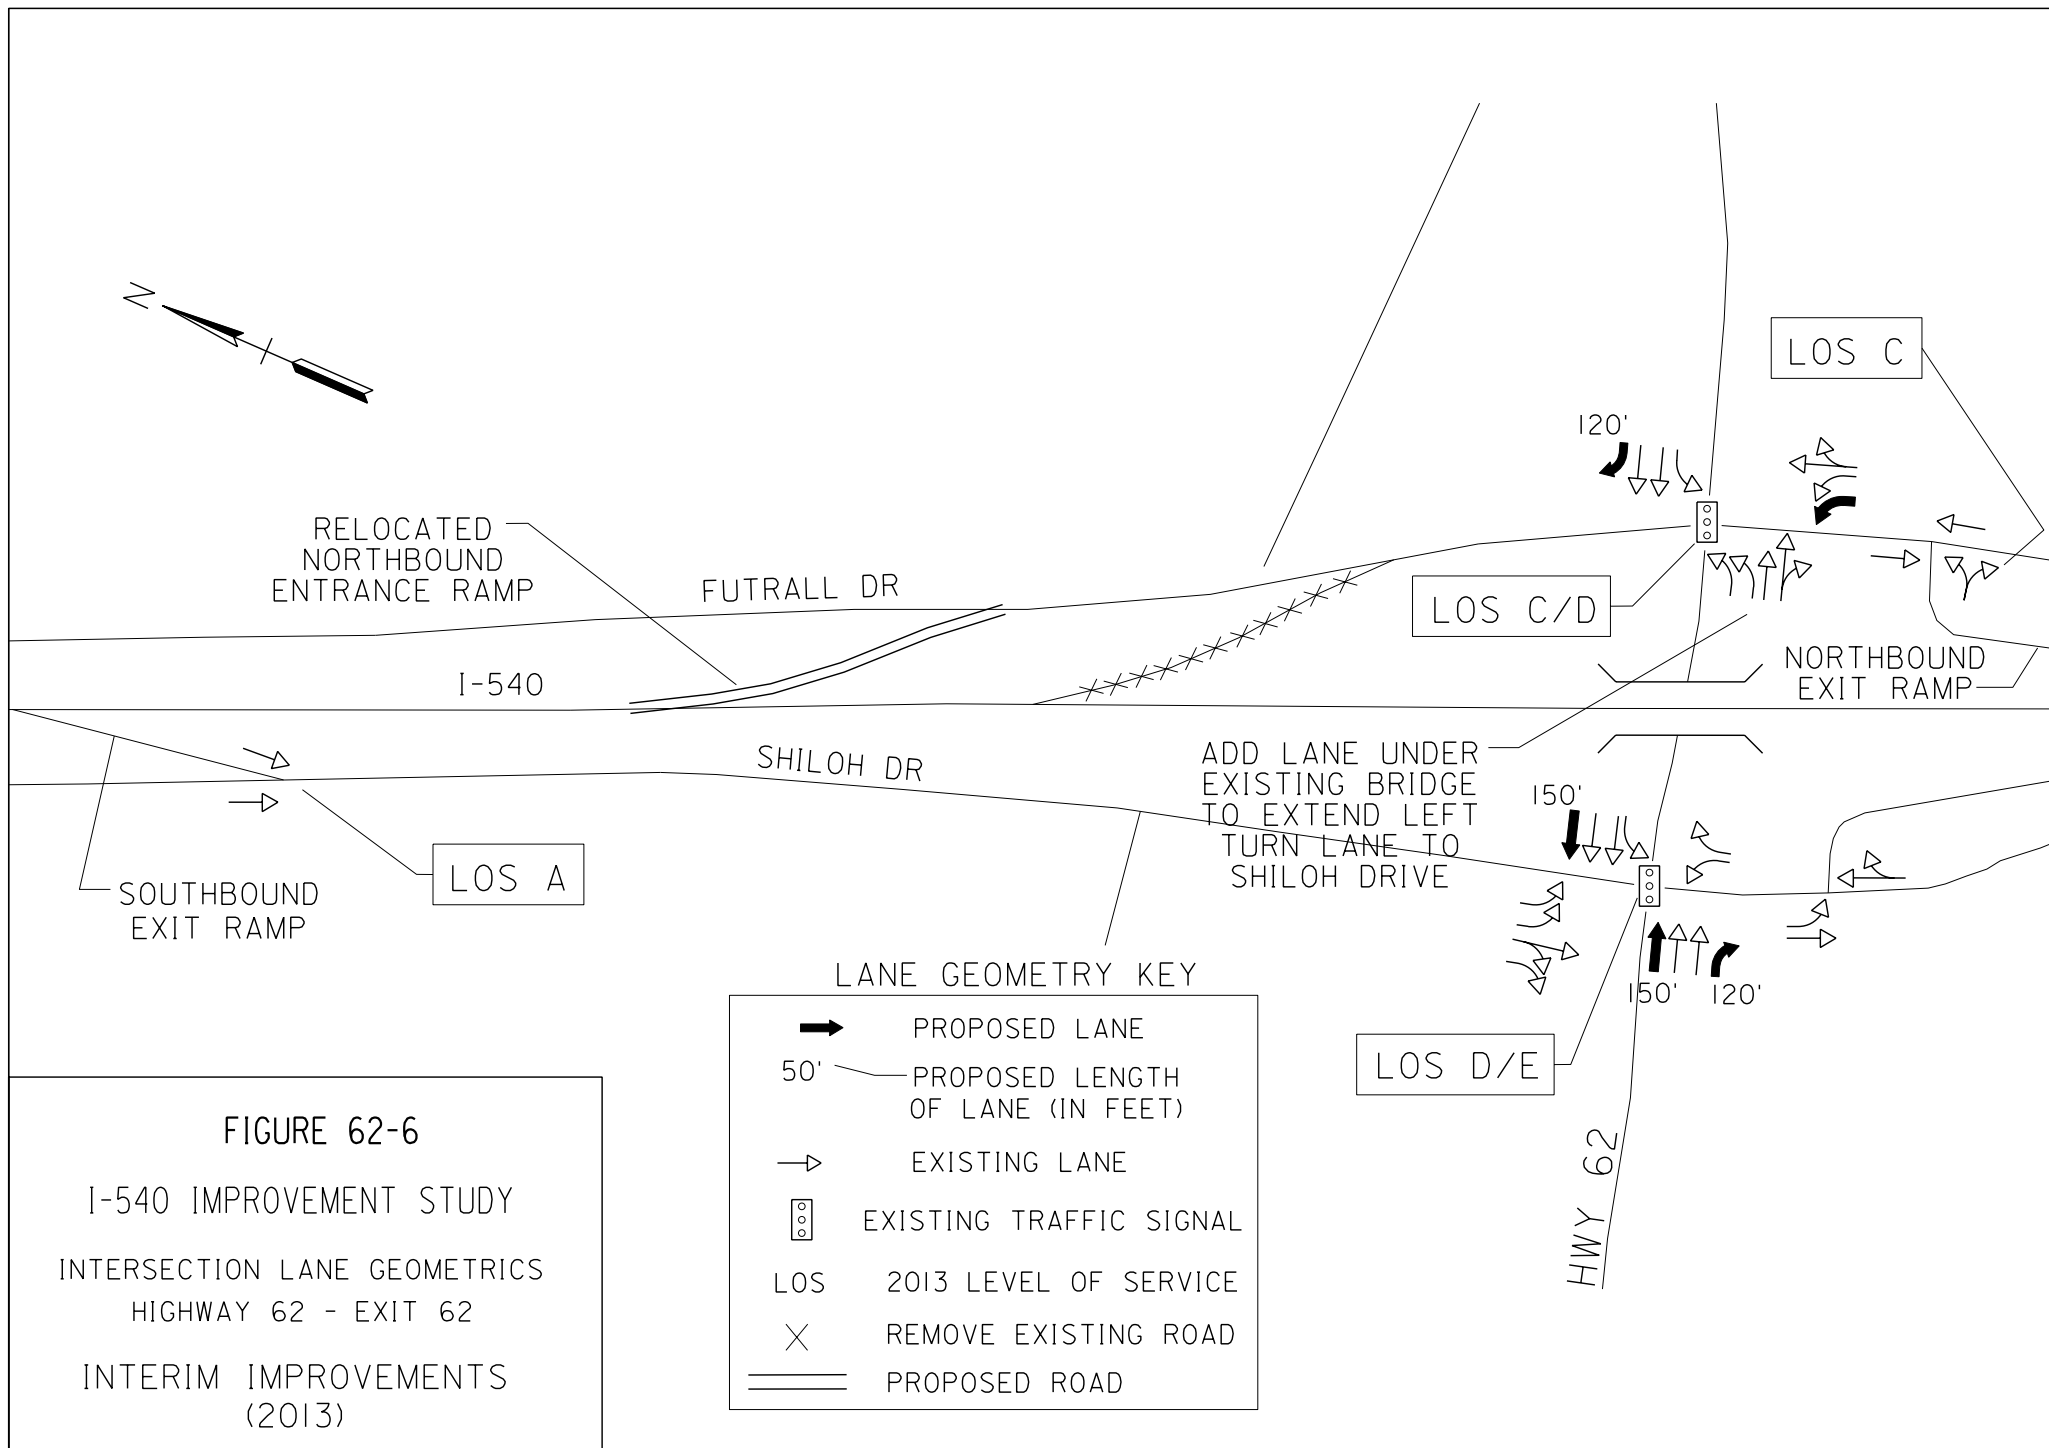 N
LOS C
120'
RELOCATED
NORTHBOUND
ENTRANCE RAMP
FUTRALL DR
LOS C/D
I-540
NORTHBOUND
EXIT RAMP
SHILOH DR
ADD LANE UNDER
EXISTING BRIDGE
TO EXTEND LEFT
TURN LANE TO
SHILOH DRIVE
150'
LOS A
SOUTHBOUND
EXIT RAMP
150'
120'
LOS D/E
HWY 62
LANE GEOMETRY KEY
PROPOSED LANE
50'
PROPOSED LENGTH
OF LANE (IN FEET)
EXISTING LANE
EXISTING TRAFFIC SIGNAL
LOS 2013 LEVEL OF SERVICE
REMOVE EXISTING ROAD
PROPOSED ROAD
FIGURE 62-6
I-540 IMPROVEMENT STUDY
INTERSECTION LANE GEOMETRICS
HIGHWAY 62 - EXIT 62
INTERIM IMPROVEMENTS
(2013)